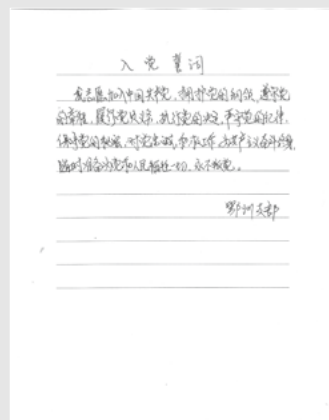 入党誓词
我志愿加入中国共产党，拥护党的纲领，遵守党
的章程，履行党员义务，执行党的决定，严守党的纪律，
保守党的秘密，对党忠诚，积极工作，为共产主义奋斗终身，
随时准备为党和人民牺牲一切，永不叛党。
鄂州支部